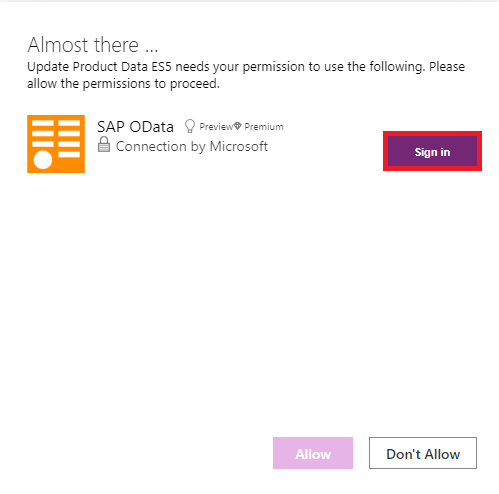 Almost there ...
Update Product Data ES5 needs your permission to use the following. Please
allow the permissions to proceed.
SAP OData Preview Premium
Connection by Microsoft
Sign in
Allow Don't Allow